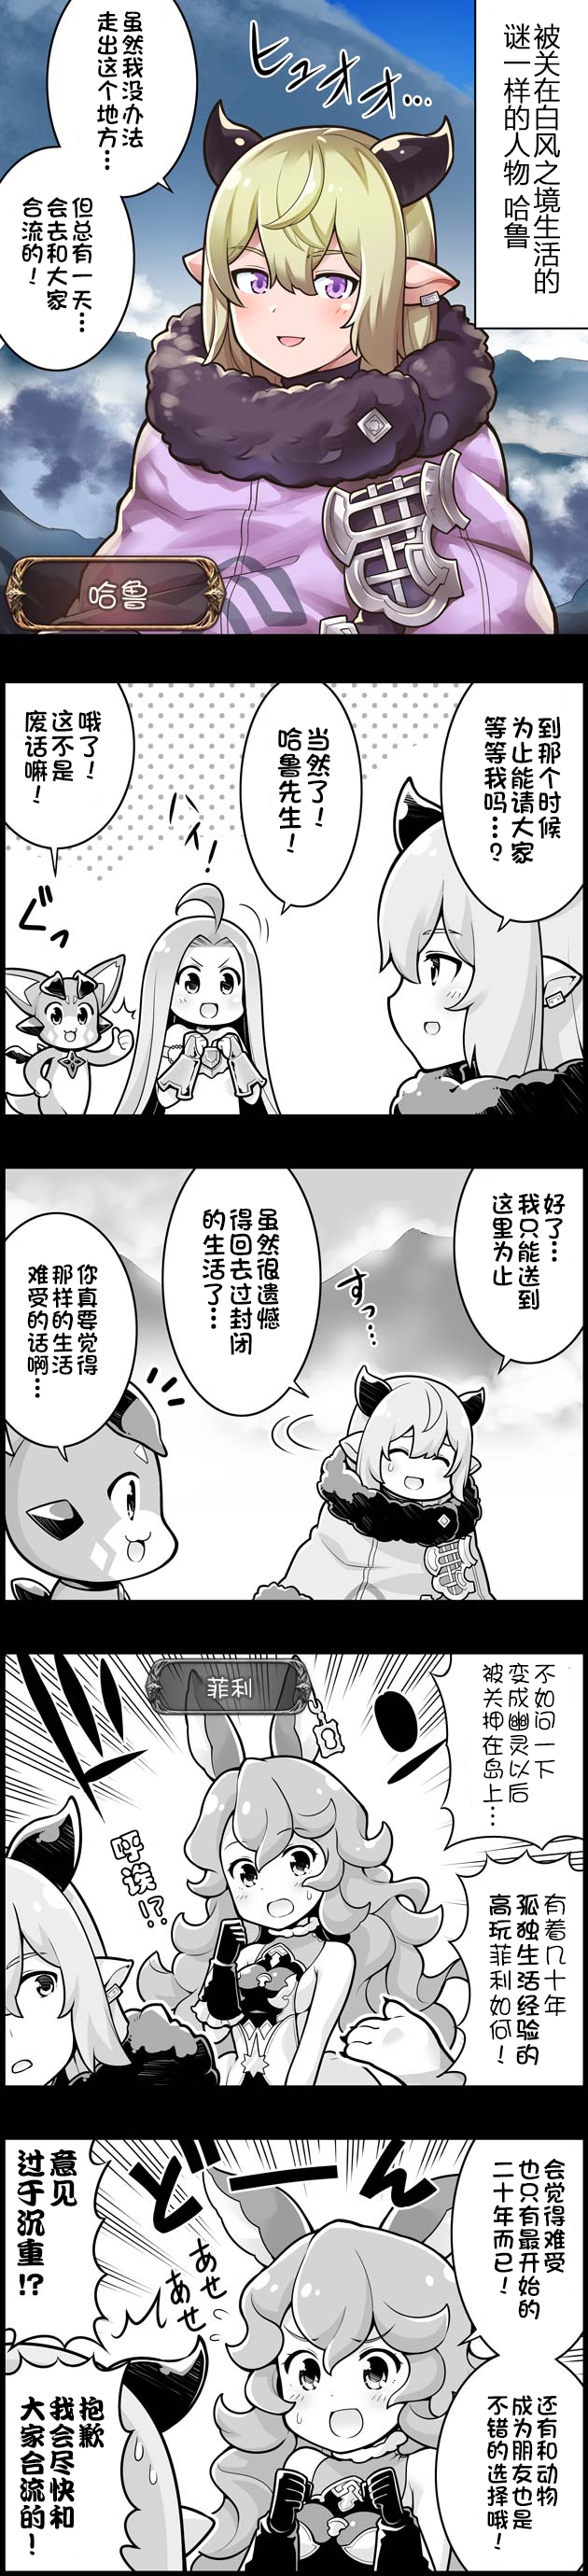 被关在白风之境生活的
谜一样的人物 哈鲁
ヒュオオ…
虽然我没办法
走出这个地方…
但总有一天…
会去和大家
合流的！
哈鲁
到那个时候
为止能请大家
等等我吗…？
当然了！
哈鲁先生！
ハイ！
哦了！
这不是
废话嘛！
ぐっ
好了…
我只能送到
这里为止
虽然很遗憾
得回去过封闭
的生活了…
すっ…
你真要觉得
那样的生活
难受的话啊…
不如问一下
变成幽灵以后
被关押在岛上…
有着几十年
孤独生活经验的
高玩菲利如何！
菲利
ド
ン
呼诶!?
会觉得难受
也只有最开始的
二十年而已！
还有和动物
成为朋友也是
不错的选择哦！
どーん
あせ
あせ
意见
过于沉重!?
抱歉
我会尽快和
大家合流的！